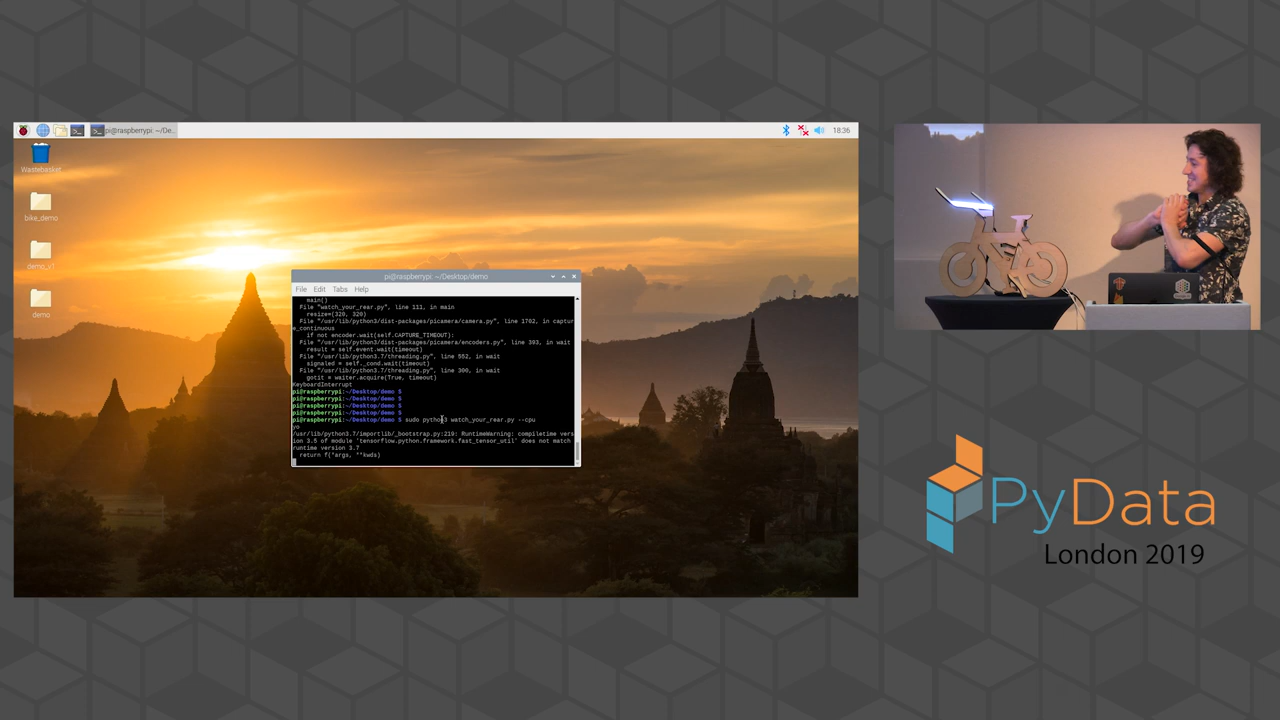 pi@raspberrypi: ~/De...
18:36
Wastebasket
bike_demo
demo_v1
demo
pi@raspberrypi: ~/Desktop/demo
File Edit Tabs Help
main()
File "watch_your_rear.py", line 111, in main
resize=(320, 320)
File "/usr/lib/python3/dist-packages/picamera/camera.py", line 1702, in captur
e_continuous
if not encoder.wait(self.CAPTURE_TIMEOUT):
File "/usr/lib/python3/dist-packages/picamera/encoders.py", line 393, in wait
result = self.event.wait(timeout)
File "/usr/lib/python3.7/threading.py", line 552, in wait
signaled = self._cond.wait(timeout)
File "/usr/lib/python3.7/threading.py", line 300, in wait
gotit = waiter.acquire(True, timeout)
KeyboardInterrupt
pi@raspberrypi:~/Desktop/demo $
pi@raspberrypi:~/Desktop/demo $
pi@raspberrypi:~/Desktop/demo $
pi@raspberrypi:~/Desktop/demo $
pi@raspberrypi:~/Desktop/demo $ sudo python3 watch_your_rear.py --cpu
yo
/usr/lib/python3.7/importlib/_bootstrap.py:219: RuntimeWarning: compiletime vers
ion 3.5 of module 'tensorflow.python.framework.fast_tensor_util' does not match
runtime version 3.7
return f(*args, **kwds)
PyData
London 2019